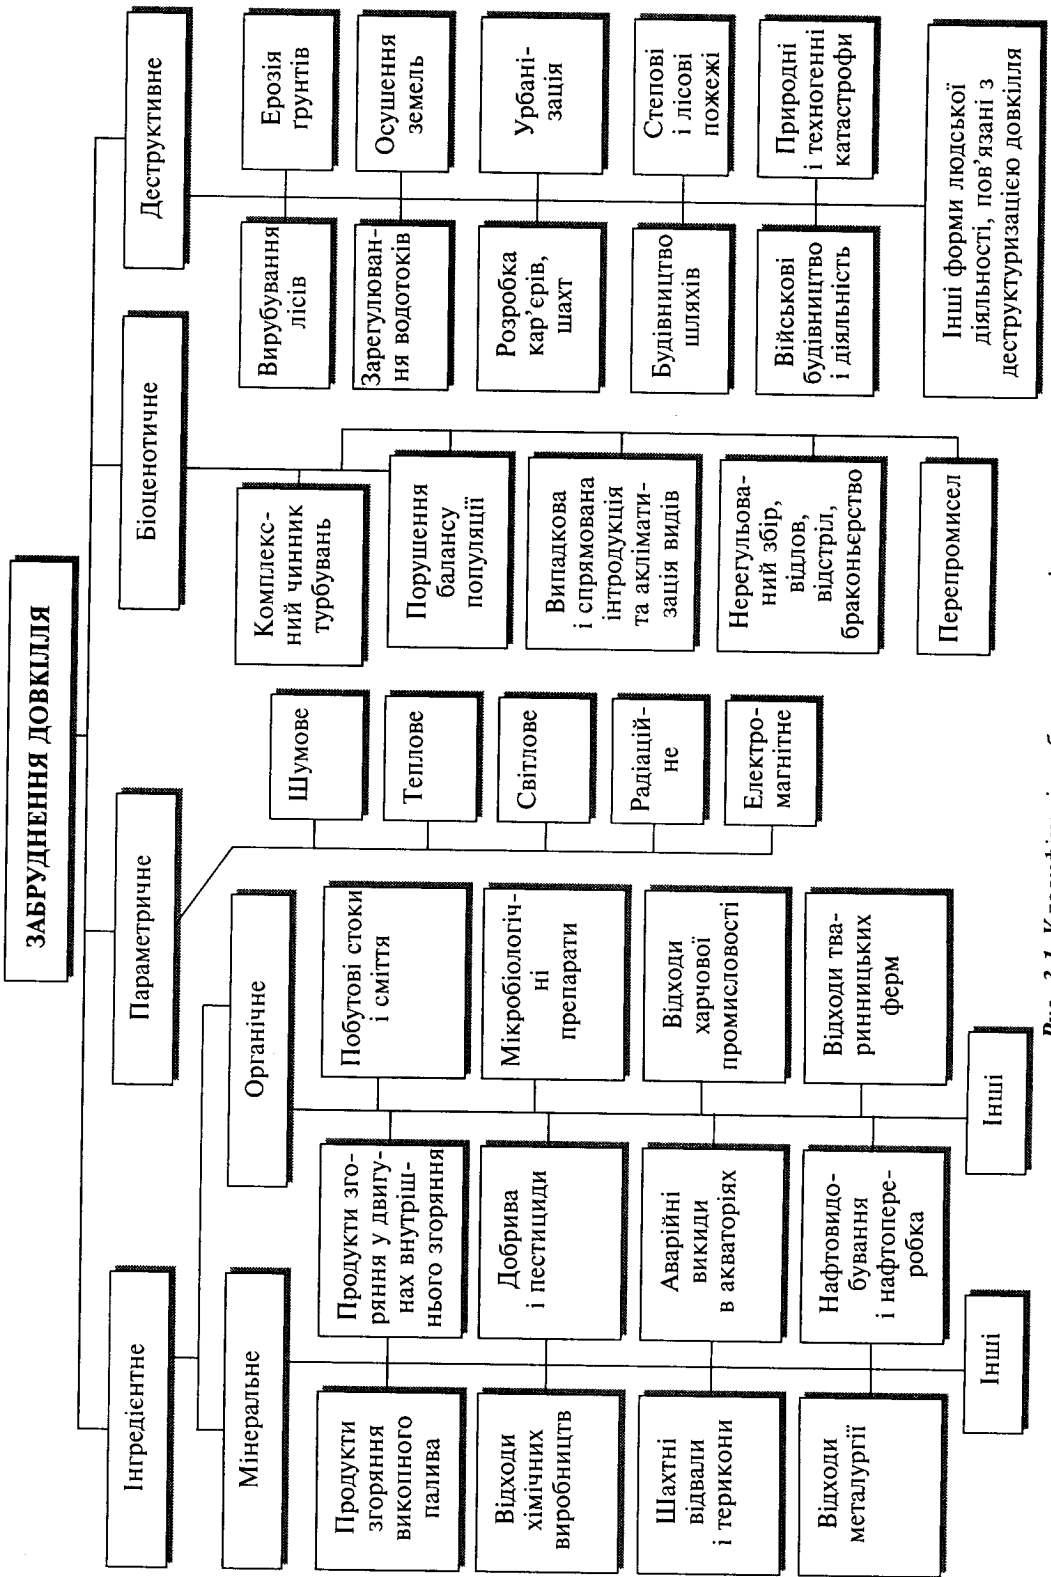 ЗАБРУДНЕННЯ ДОВКІЛЛЯ
Інгредієнтне
Параметричне
Біоценотичне
Деструктивне
Мінеральне
Органічне
Продукти
згоряння
викопного
палива
Продукти зго-
ряння у двигу-
нах внутріш-
нього згоряння
Побутові стоки
і сміття
Відходи
хімічних
виробництв
Добрива
і пестициди
Мікробіологіч-
ні
препарати
Шахтні
відвали
і терикони
Аварійні
викиди
в акваторіях
Відходи
харчової
промисловості
Відходи
металургії
Нафтовидо-
бування
і нафтопере-
робка
Відходи тва-
ринницьких
ферм
Інші
Інші
Шумове
Теплове
Світлове
Радіацій-
не
Електро-
магнітне
Комплекс-
ний чинник
турбувань
Порушення
балансу
популяції
Випадкова
і спрямована
інтродукція
та аклімати-
зація видів
Нерегульова-
ний збір,
відлов,
відстріл,
браконьєрство
Перепромисел
Вирубування
лісів
Ерозія
ґрунтів
Зарегулюван-
ня водотоків
Осушення
земель
Розробка
кар’єрів,
шахт
Урбані-
зація
Будівництво
шляхів
Степові
і лісові
пожежі
Військові
будівництво
і діяльність
Природні
і техногенні
катастрофи
Інші форми людської
діяльності, пов’язані з
деструктуризацією довкілля